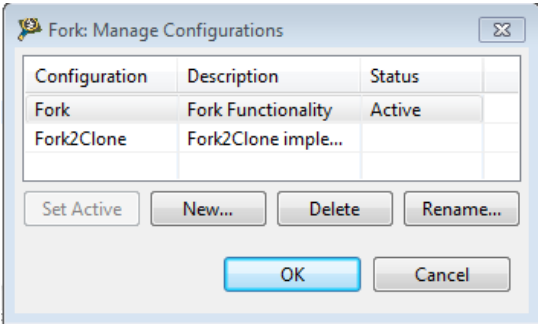 Fork: Manage Configurations
Configuration Description Status
Fork Fork Functionality Active
Fork2Clone Fork2Clone imple...
Set Active New... Delete Rename...
OK Cancel